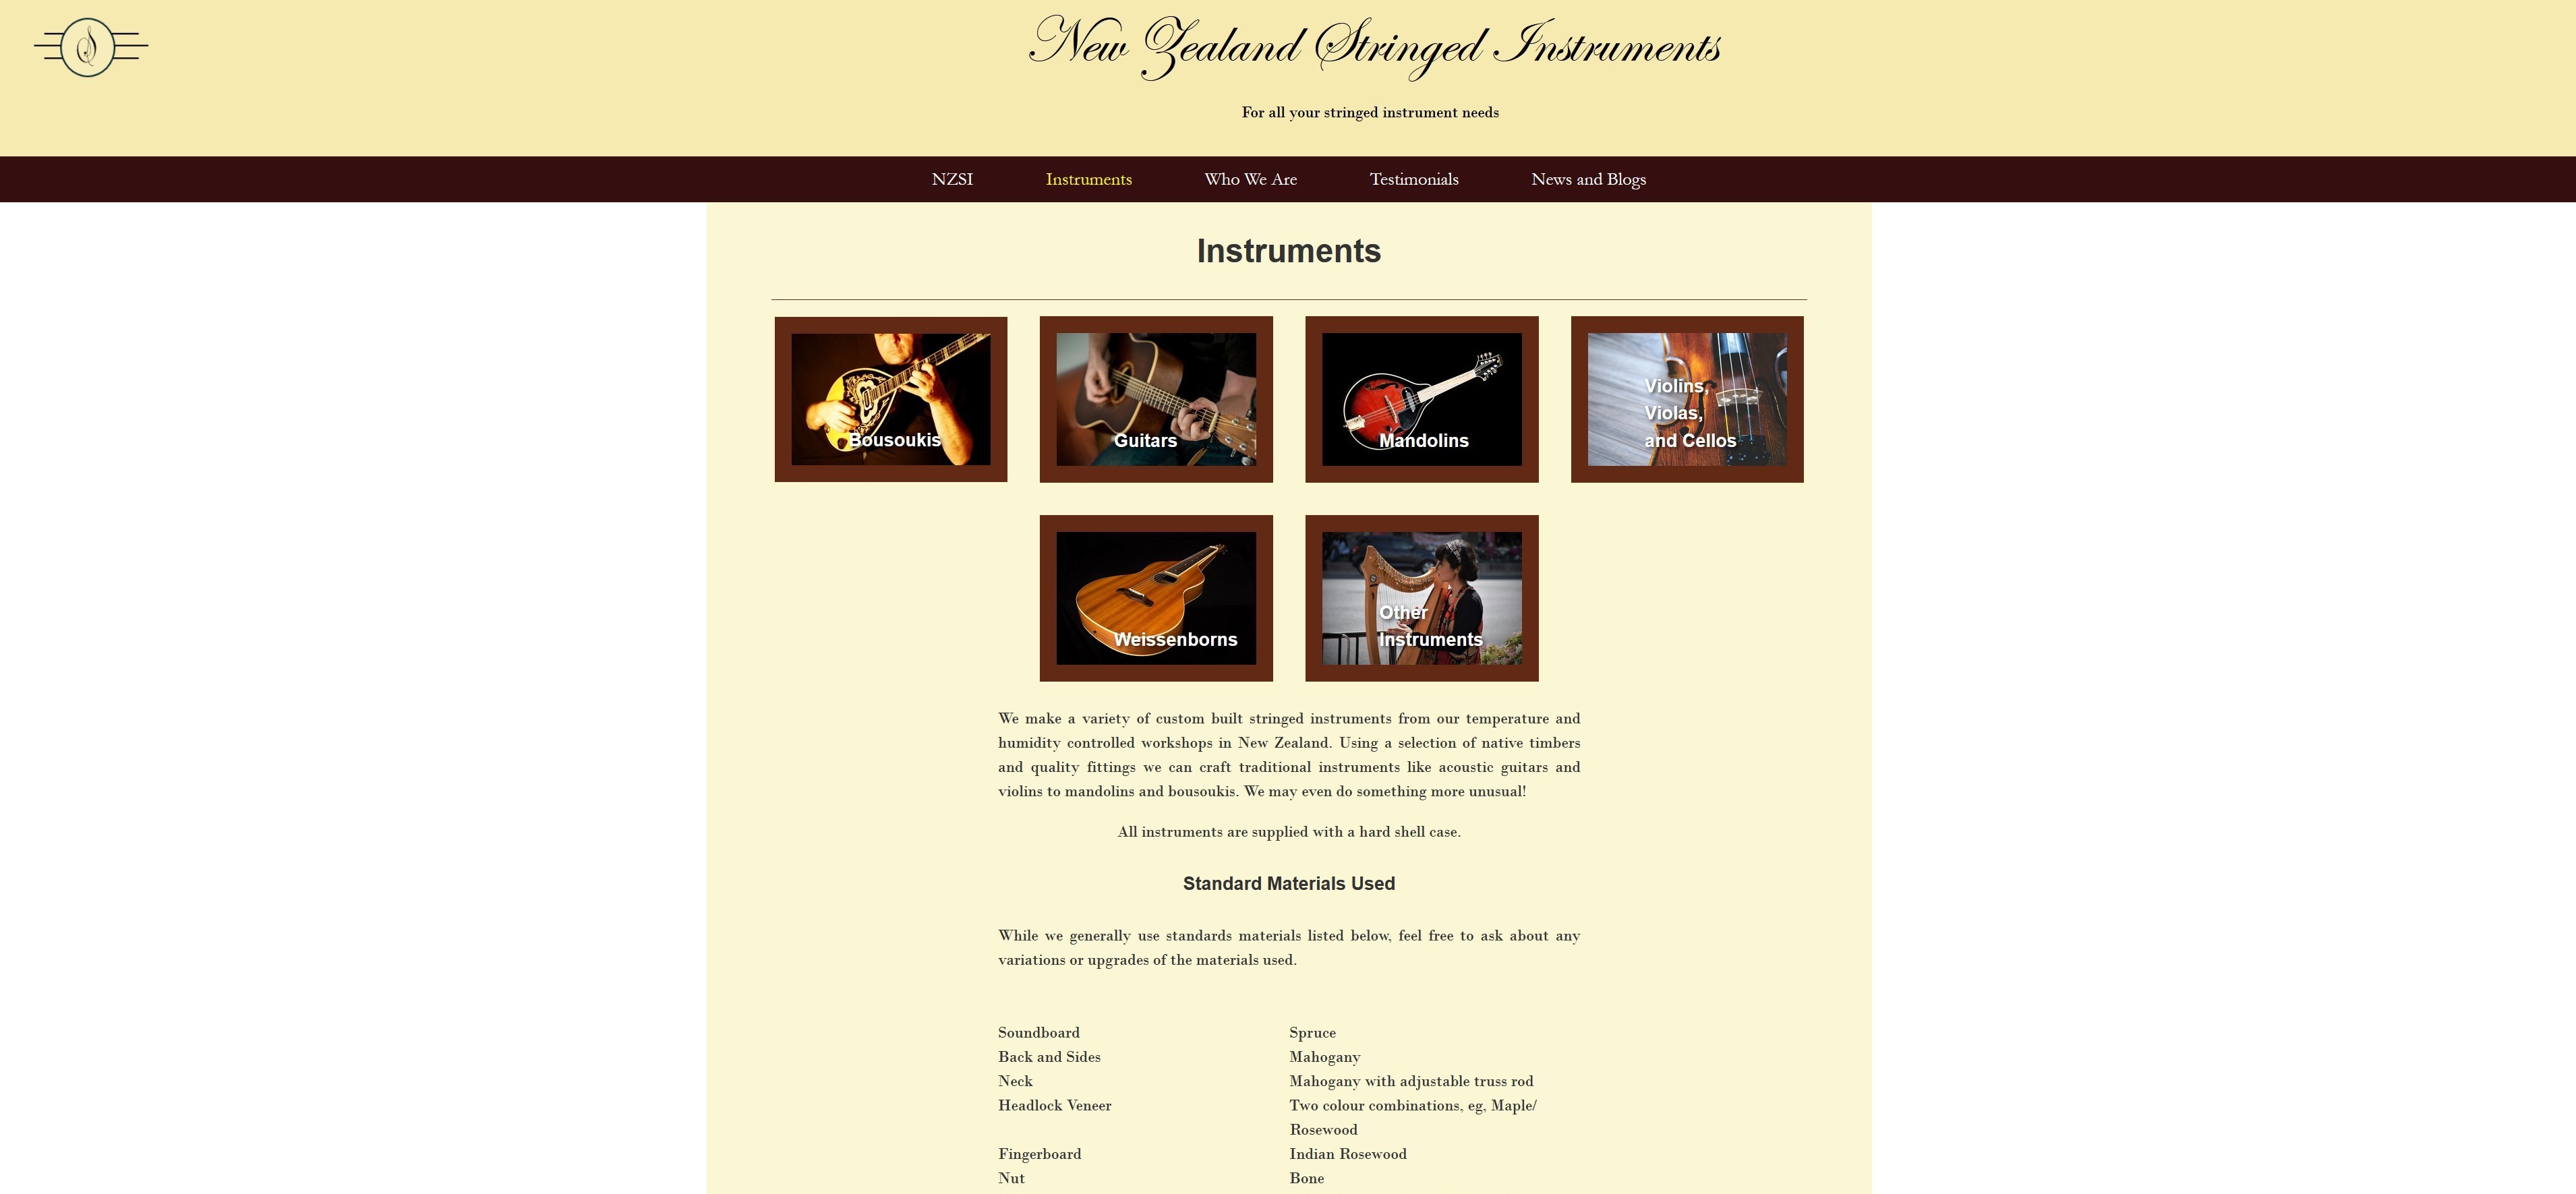 New Zealand Stringed Instruments
For all your stringed instrument needs
NZSI Instruments Who We Are Testimonials News and Blogs
Instruments
Bousoukis
Guitars
Mandolins
Violins,
Violas,
and Cellos
Weissenborns
Other
Instruments
We make a variety of custom built stringed instruments from our temperature and
humidity controlled workshops in New Zealand. Using a selection of native timbers
and quality fittings we can craft traditional instruments like acoustic guitars and
violins to mandolins and bousoukis. We may even do something more unusual!
All instruments are supplied with a hard shell case.
Standard Materials Used
While we generally use standards materials listed below, feel free to ask about any
variations or upgrades of the materials used.
Soundboard Spruce
Back and Sides Mahogany
Neck Mahogany with adjustable truss rod
Headlock Veneer Two colour combinations, eg, Maple/
Rosewood
Fingerboard Indian Rosewood
Nut Bone